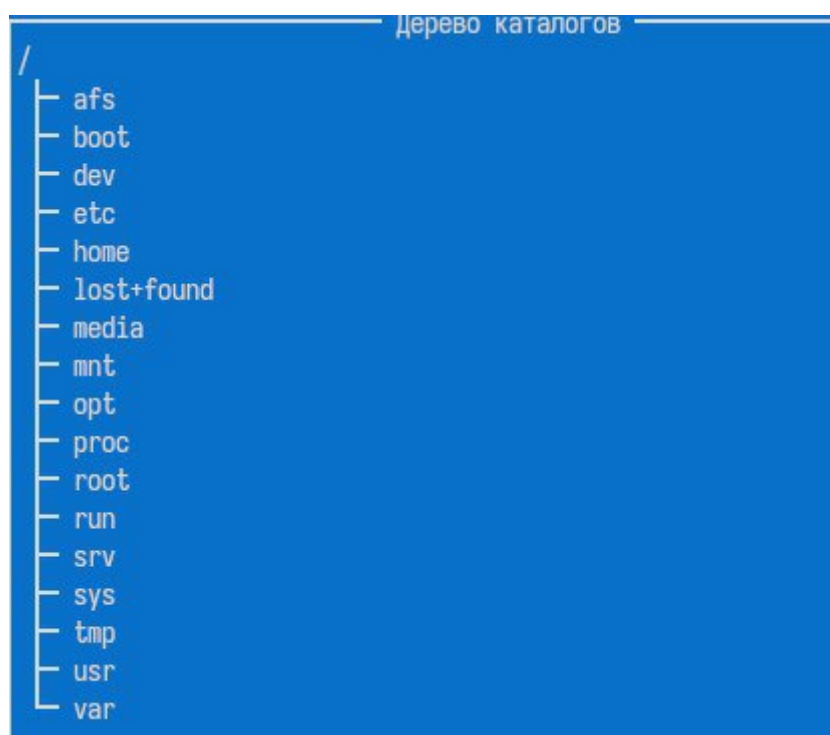 Дерево каталогов
/
afs
boot
dev
etc
home
lost+found
media
mnt
opt
proc
root
run
srv
sys
tmp
usr
var